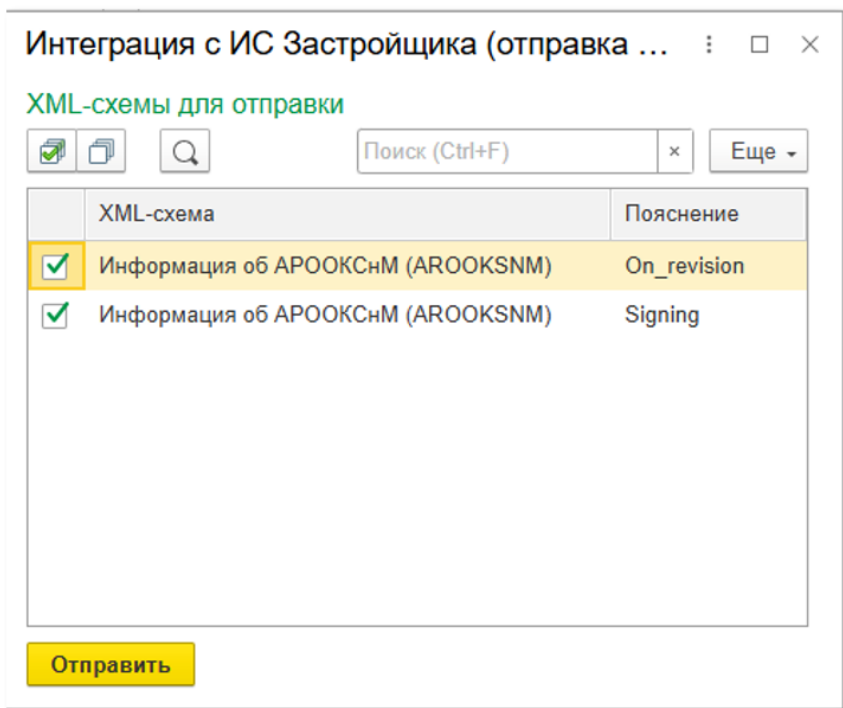 Интеграция с ИС Застройщика (отправка ...
XML-схемы для отправки
Поиск (Ctrl+F)
Еще
XML-схема Пояснение
Информация об АРООКСнМ (AROOKSNM) On_revision
Информация об АРООКСнМ (AROOKSNM) Signing
Отправить